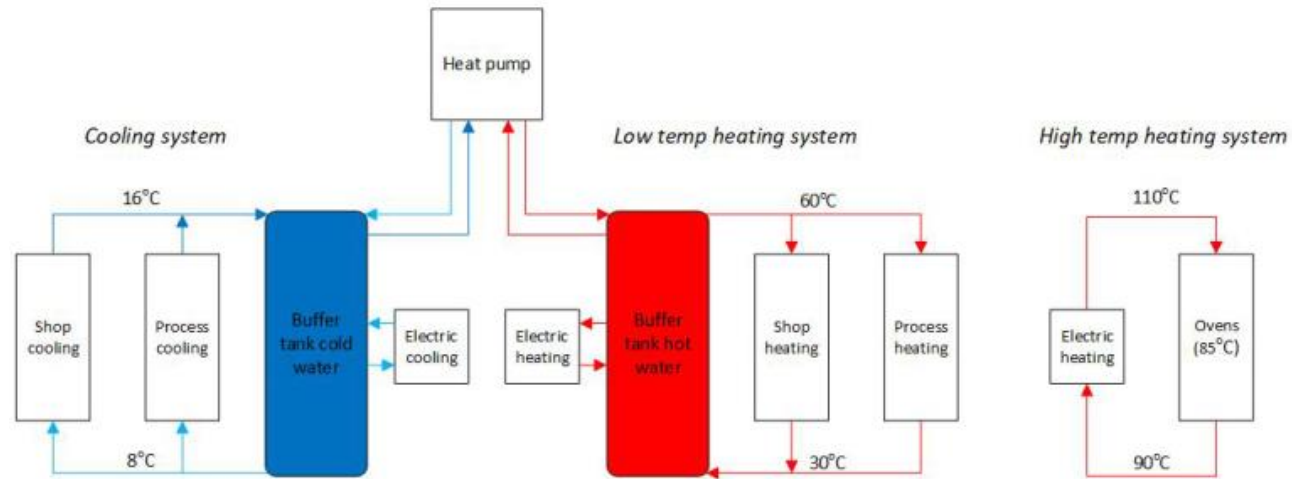 Heat pump
Cooling system
Low temp heating system
High temp heating system
16°C
60°C
110°C
Shop
cooling
Process
cooling
Buffer
tank cold
water
Electric
cooling
Electric
heating
Buffer
tank hot
water
Shop
heating
Process
heating
Electric
heating
Ovens
(85°C)
8°C
30°C
90°C